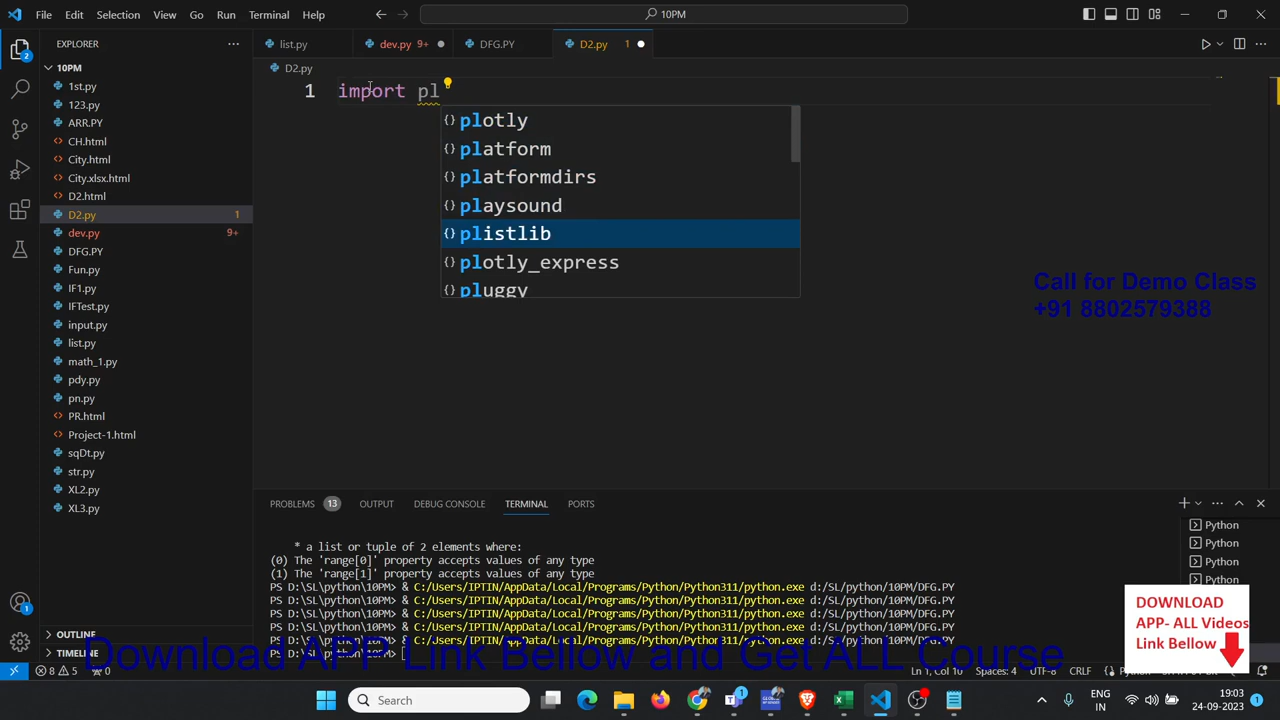 File Edit Selection View Go Run Terminal Help
10PM
EXPLORER
list.py
dev.py 9+
DFG.PY
D2.py 1
10PM
D2.py
1st.py
123.py
ARR.PY
CH.html
City.html
City.xlsx.html
D2.html
D2.py 1
dev.py 9+
DFG.PY
Fun.py
IF1.py
IFTest.py
input.py
list.py
math_1.py
pdy.py
pn.py
PR.html
Project-1.html
sqDt.py
str.py
XL2.py
XL3.py
OUTLINE
TIMELINE
1 import pl
plotly
platform
platformdirs
playsound
plistlib
plotly_express
pluggy
Call for Demo Class
+91 8802579388
PROBLEMS 13 OUTPUT DEBUG CONSOLE TERMINAL PORTS
* a list or tuple of 2 elements where:
(0) The 'range[0]' property accepts values of any type
(1) The 'range[1]' property accepts values of any type
PS D:\SL\python\10PM> & C:/Users/IPTIN/AppData/Local/Programs/Python/Python311/python.exe d:/SL/python/10PM/DFG.PY
PS D:\SL\python\10PM> & C:/Users/IPTIN/AppData/Local/Programs/Python/Python311/python.exe d:/SL/python/10PM/DFG.PY
PS D:\SL\python\10PM> & C:/Users/IPTIN/AppData/Local/Programs/Python/Python311/python.exe d:/SL/python/10PM/DFG.PY
PS D:\SL\python\10PM> & C:/Users/IPTIN/AppData/Local/Programs/Python/Python311/python.exe d:/SL/python/10PM/DFG.PY
PS D:\SL\python\10PM> & C:/Users/IPTIN/AppData/Local/Programs/Python/Python311/python.exe d:/SL/python/10PM/DFG.PY
PS D:\SL\python\10PM>
Python
Python
Python
Python
DOWNLOAD
APP- ALL Videos
Link Bellow
Download APP Link Bellow and Get ALL Course
8 5 0
Ln 1, Col 10 Spaces: 4 UTF-8 CRLF
Search
ENG
IN
19:03
24-09-2023